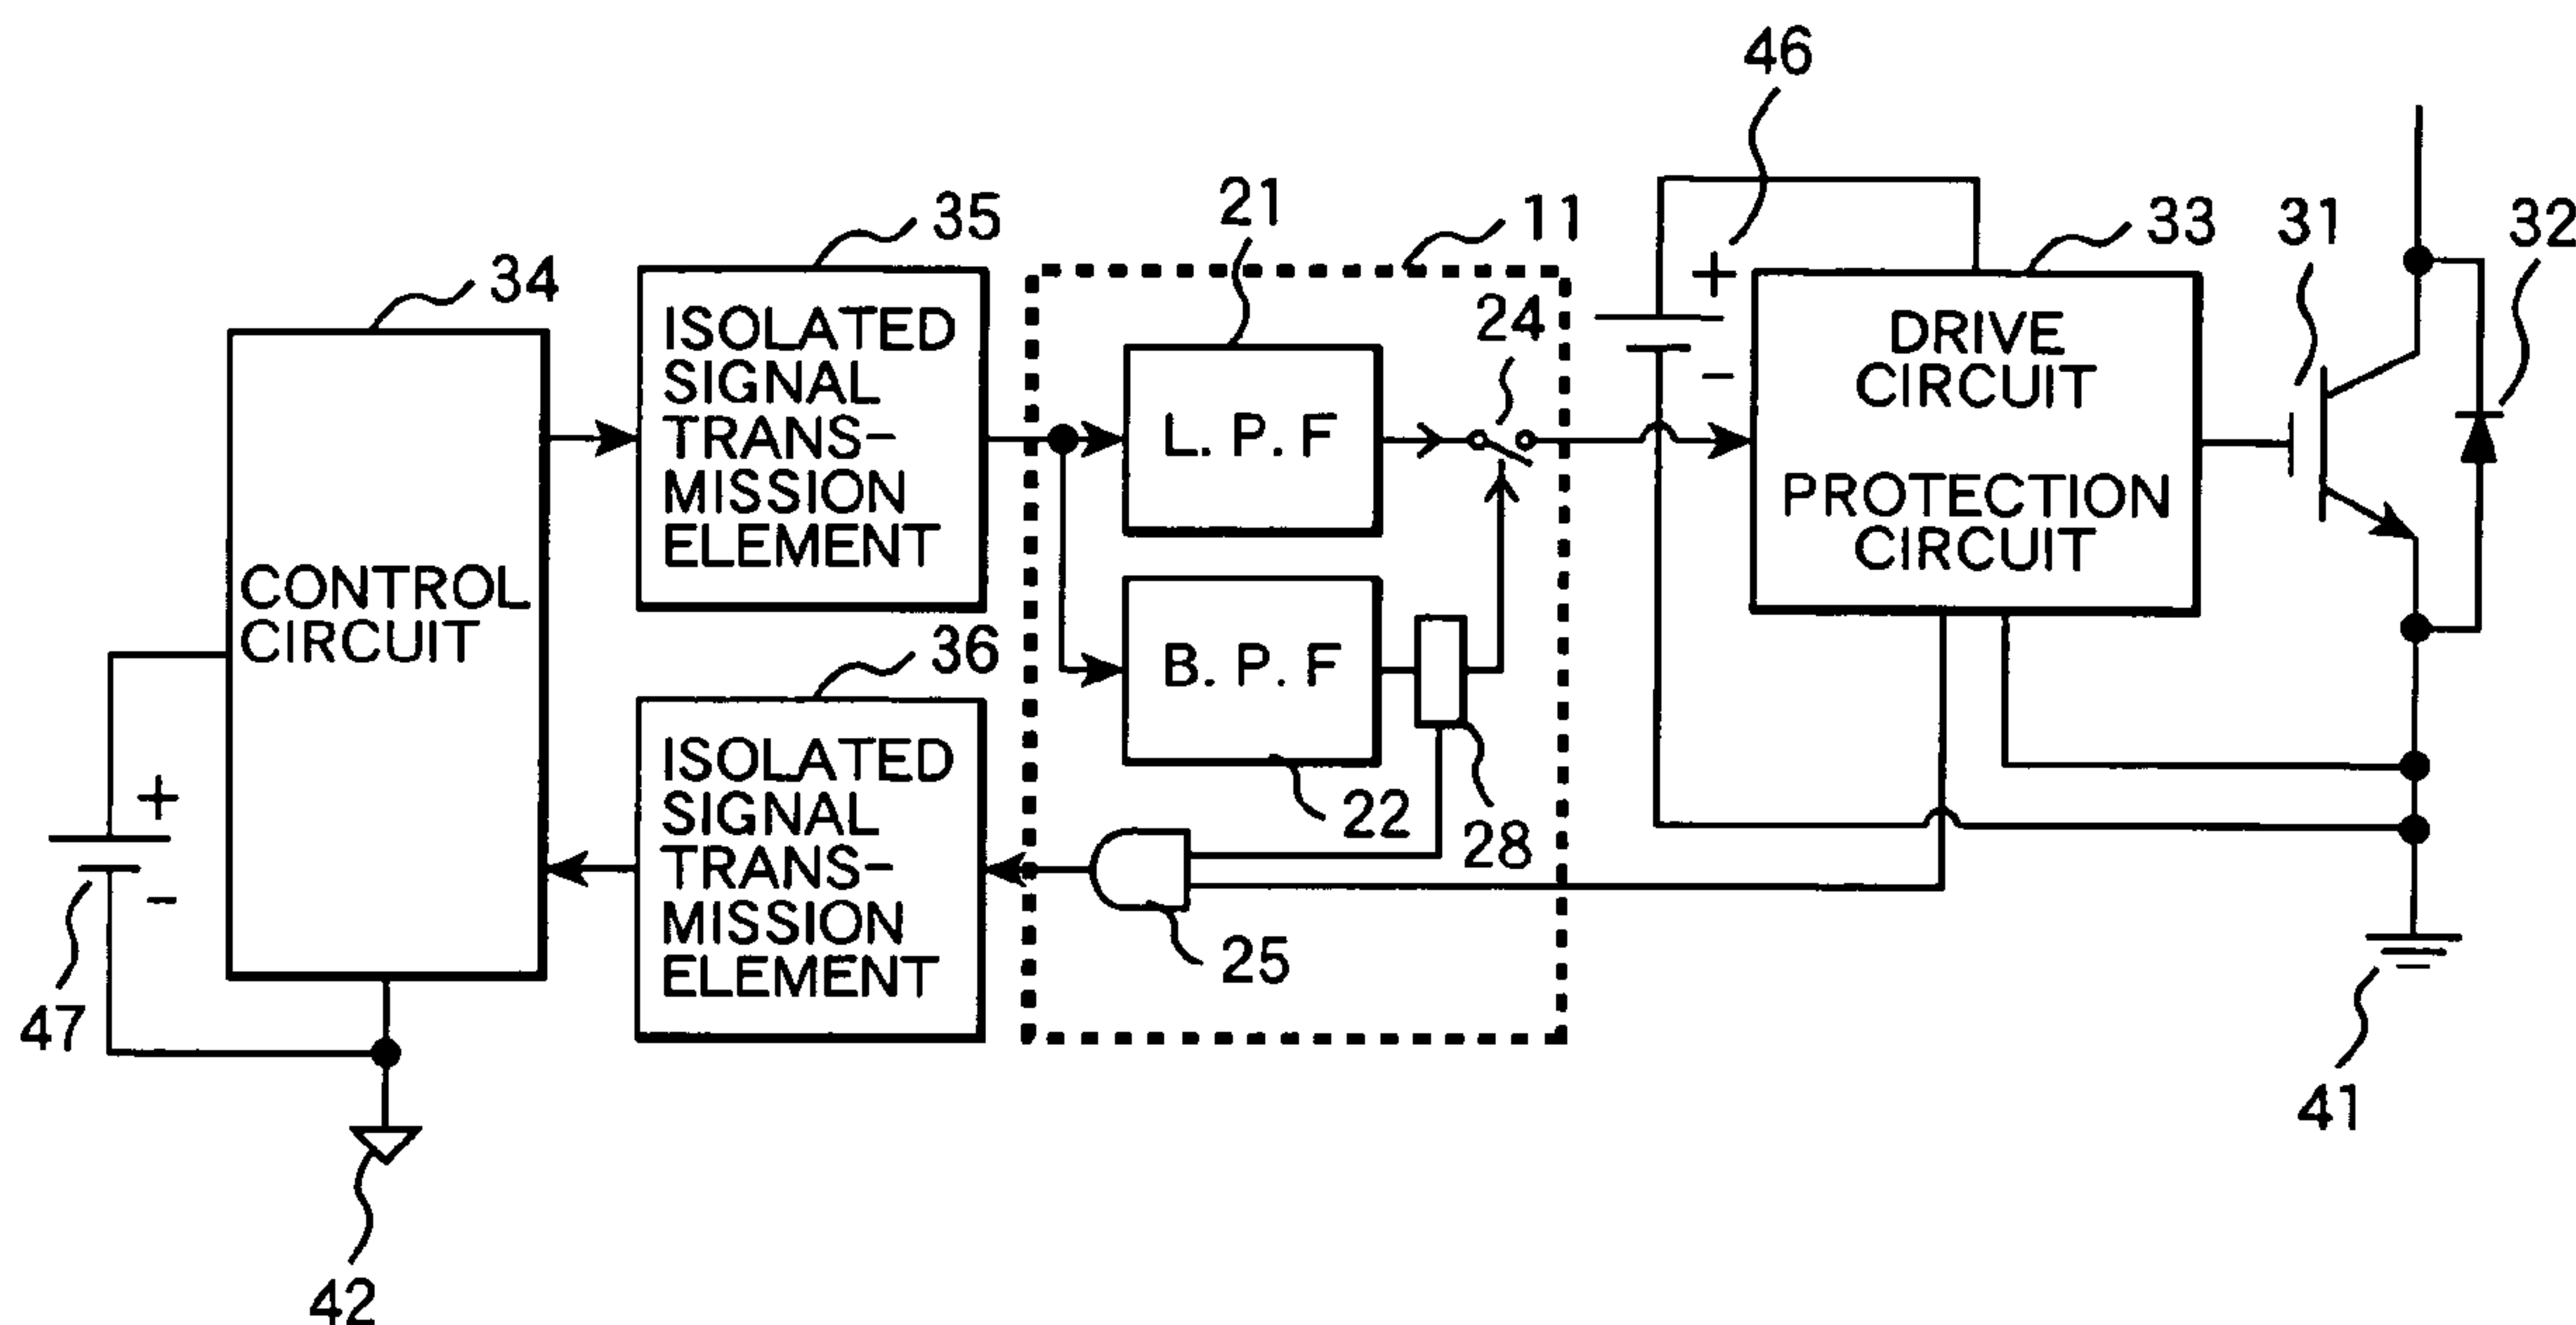 46
35
21
11
33
31
32
34
24
ISOLATED
SIGNAL
TRANS-
MISSION
ELEMENT
+
DRIVE
CIRCUIT
-
L. P. F
PROTECTION
CIRCUIT
CONTROL
CIRCUIT
36
B. P. F
ISOLATED
SIGNAL
TRANS-
MISSION
ELEMENT
+
-
22
28
25
47
41
42